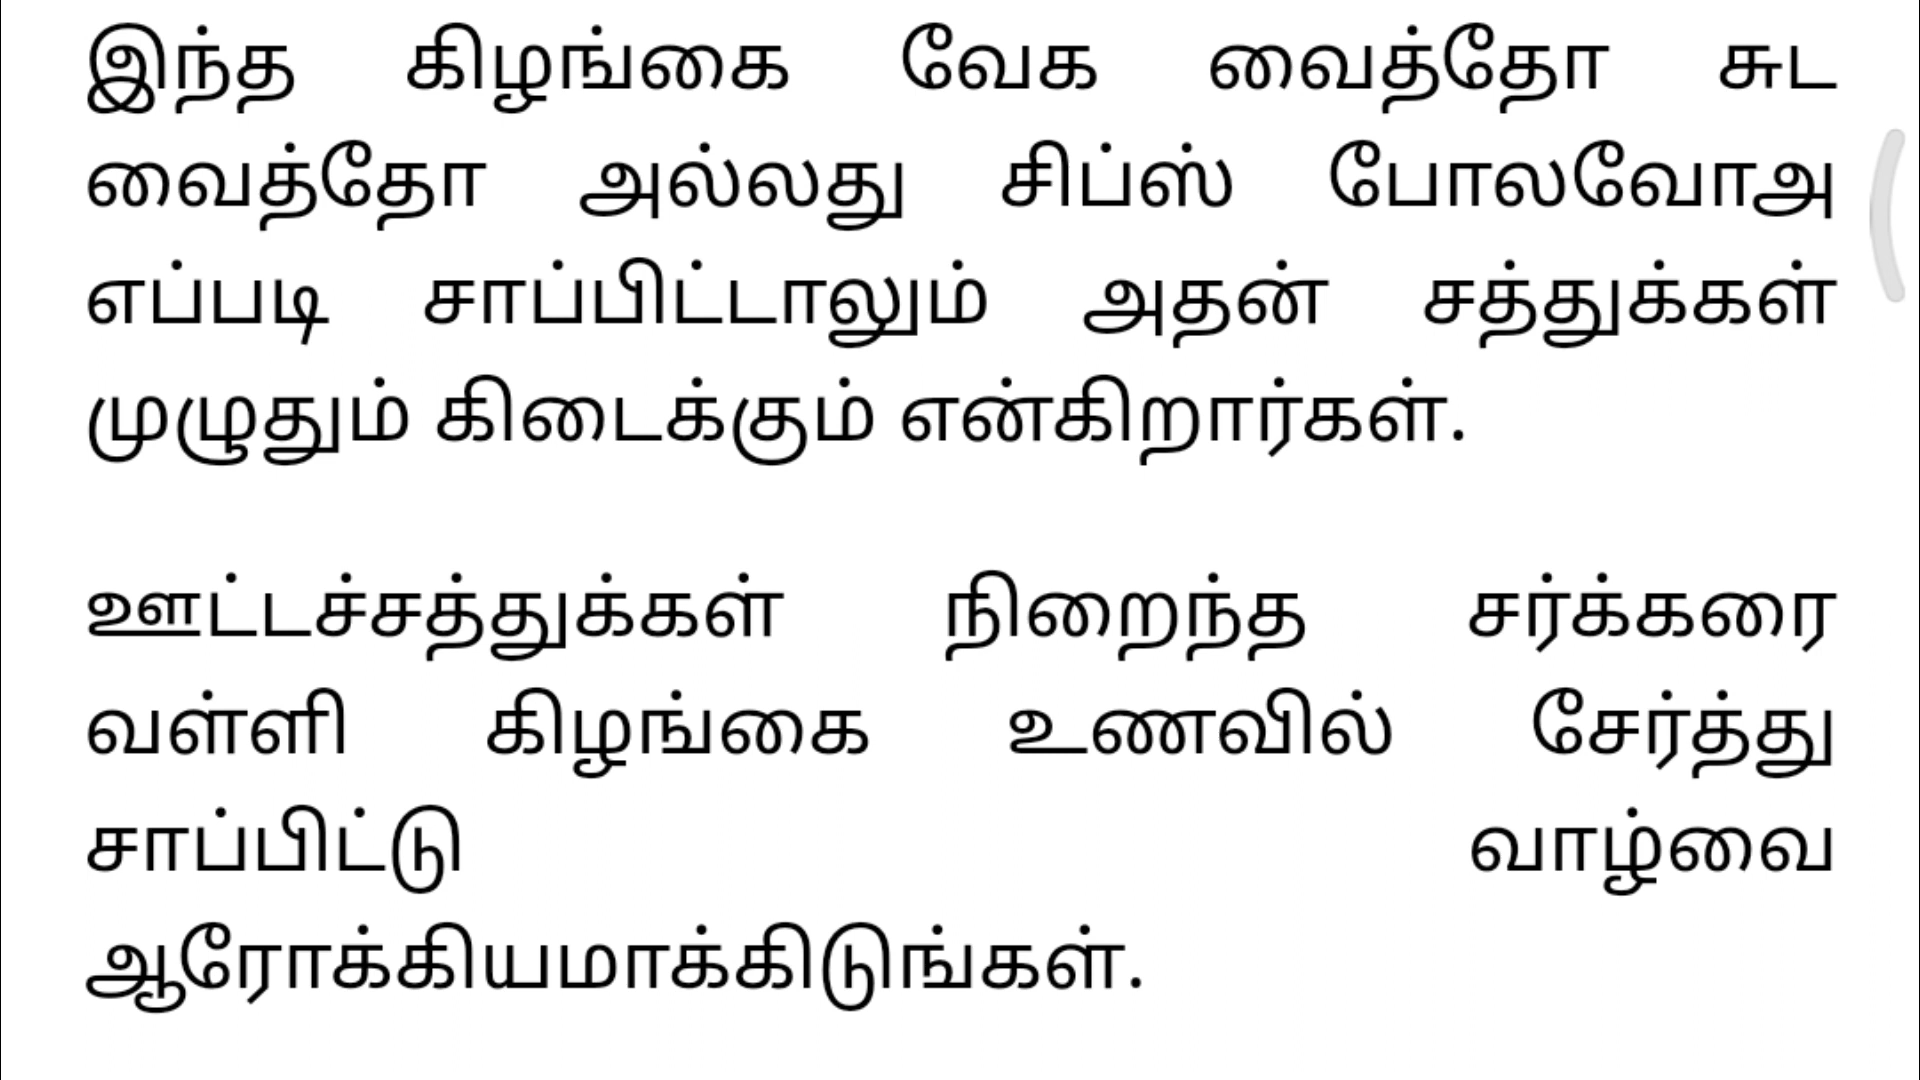 இந்த கிழங்கை வேக வைத்தோ சுட
வைத்தோ அல்லது சிப்ஸ் போலவோஅ
எப்படி சாப்பிட்டாலும் அதன் சத்துக்கள்
முழுதும் கிடைக்கும் என்கிறார்கள்.
ஊட்டச்சத்துக்கள் நிறைந்த சர்க்கரை
வள்ளி கிழங்கை உணவில் சேர்த்து
சாப்பிட்டு வாழ்வை
ஆரோக்கியமாக்கிடுங்கள்.